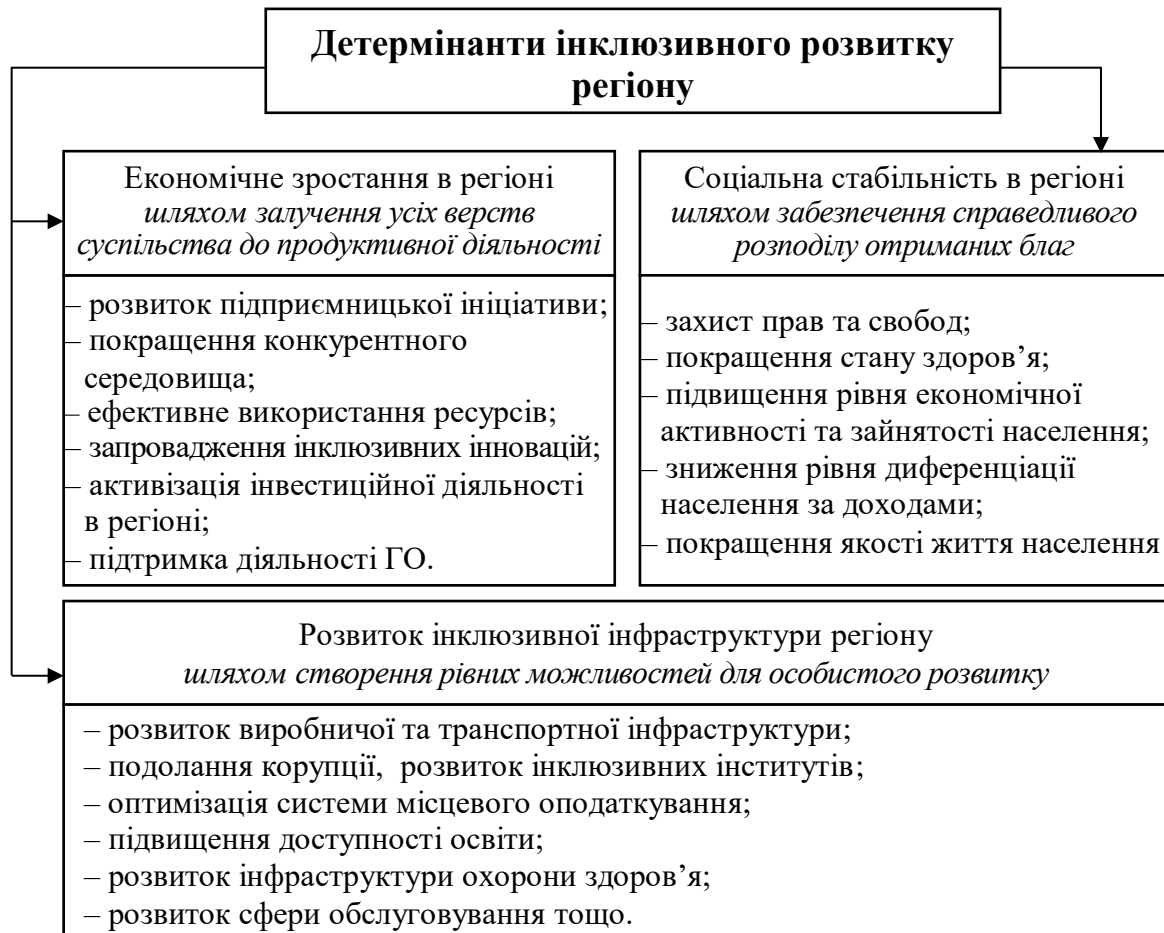 Детермінанти інклюзивного розвитку
регіону
Економічне зростання в регіоні
шляхом залучення усіх верств
суспільства до продуктивної діяльності
– розвиток підприємницької ініціативи;
– покращення конкурентного
середовища;
– ефективне використання ресурсів;
– запровадження інклюзивних інновацій;
– активізація інвестиційної діяльності
в регіоні;
– підтримка діяльності ГО.
Соціальна стабільність в регіоні
шляхом забезпечення справедливого
розподілу отриманих благ
– захист прав та свобод;
– покращення стану здоров’я;
– підвищення рівня економічної
активності та зайнятості населення;
– зниження рівня диференціації
населення за доходами;
– покращення якості життя населення
Розвиток інклюзивної інфраструктури регіону
шляхом створення рівних можливостей для особистого розвитку
– розвиток виробничої та транспортної інфраструктури;
– подолання корупції,  розвиток інклюзивних інститутів;
– оптимізація системи місцевого оподаткування;
– підвищення доступності освіти;
– розвиток інфраструктури охорони здоров’я;
– розвиток сфери обслуговування тощо.